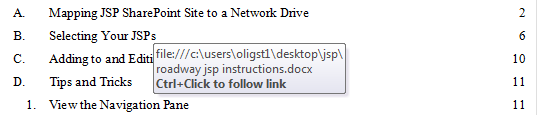 A. Mapping JSP SharePoint Site to a Network Drive 2
B. Selecting Your JSPs 6
C. Adding to and Editi 10
file:///c:\users\oligst1\desktop\jsp\
roadway jsp instructions.docx
Ctrl+Click to follow link
D. Tips and Tricks 11
1. View the Navigation Pane 11